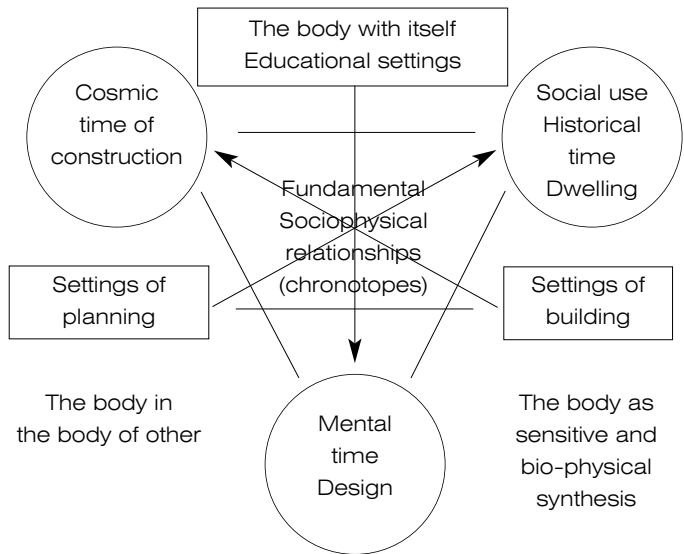 The body with itself
Educational settings
Cosmic
time of
construction
Social use
Historical
time
Dwelling
Fundamental
Sociophysical
relationships
(chronotopes)
Settings of
planning
Settings of
building
The body in
the body of other
Mental
time
Design
The body as
sensitive and
bio-physical
synthesis